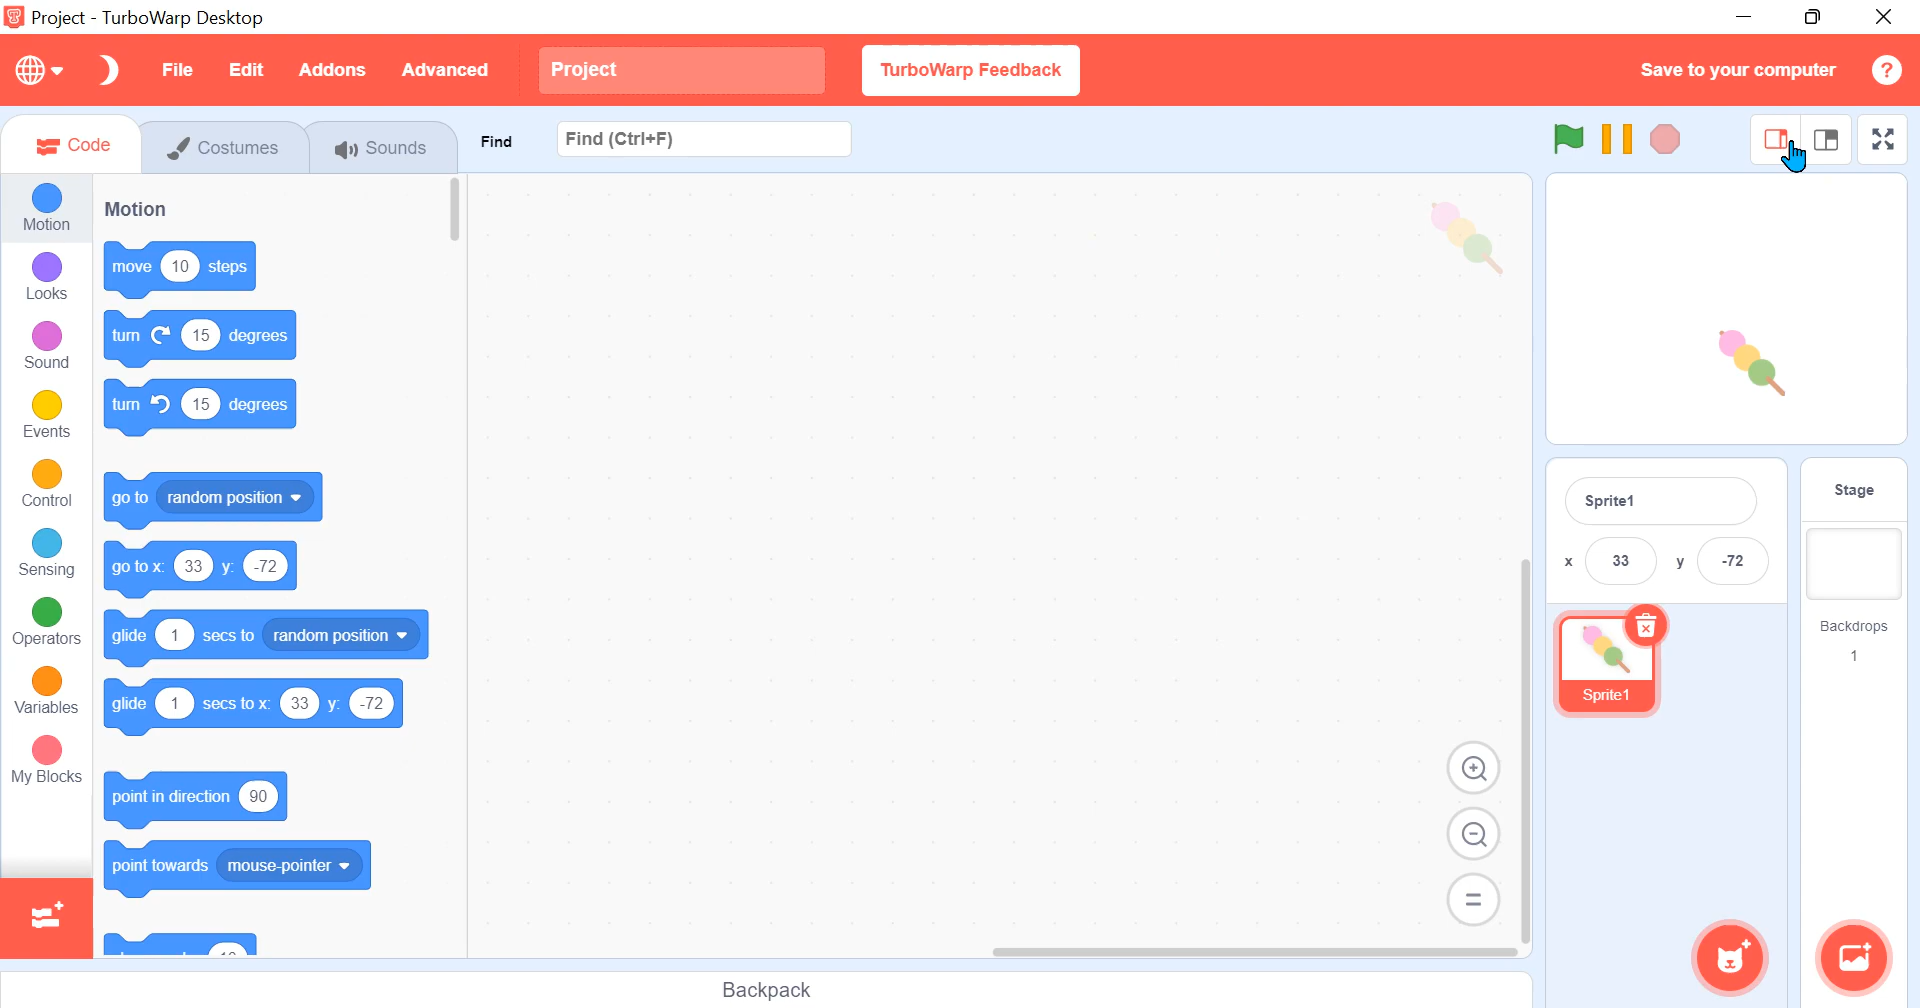 Project - TurboWarp Desktop
File Edit Addons Advanced Project TurboWarp Feedback Save to your computer ?
Code Costumes Sounds Find Find (Ctrl+F)
Motion
Looks
Sound
Events
Control
Sensing
Operators
Variables
My Blocks
Motion
move 10 steps
turn 15 degrees
turn 15 degrees
go to random position
go to x: 33 y: -72
glide 1 secs to random position
glide 1 secs to x: 33 y: -72
point in direction 90
point towards mouse-pointer
Sprite1
x 33 y -72
Sprite1
Stage
Backdrops
1
Backpack